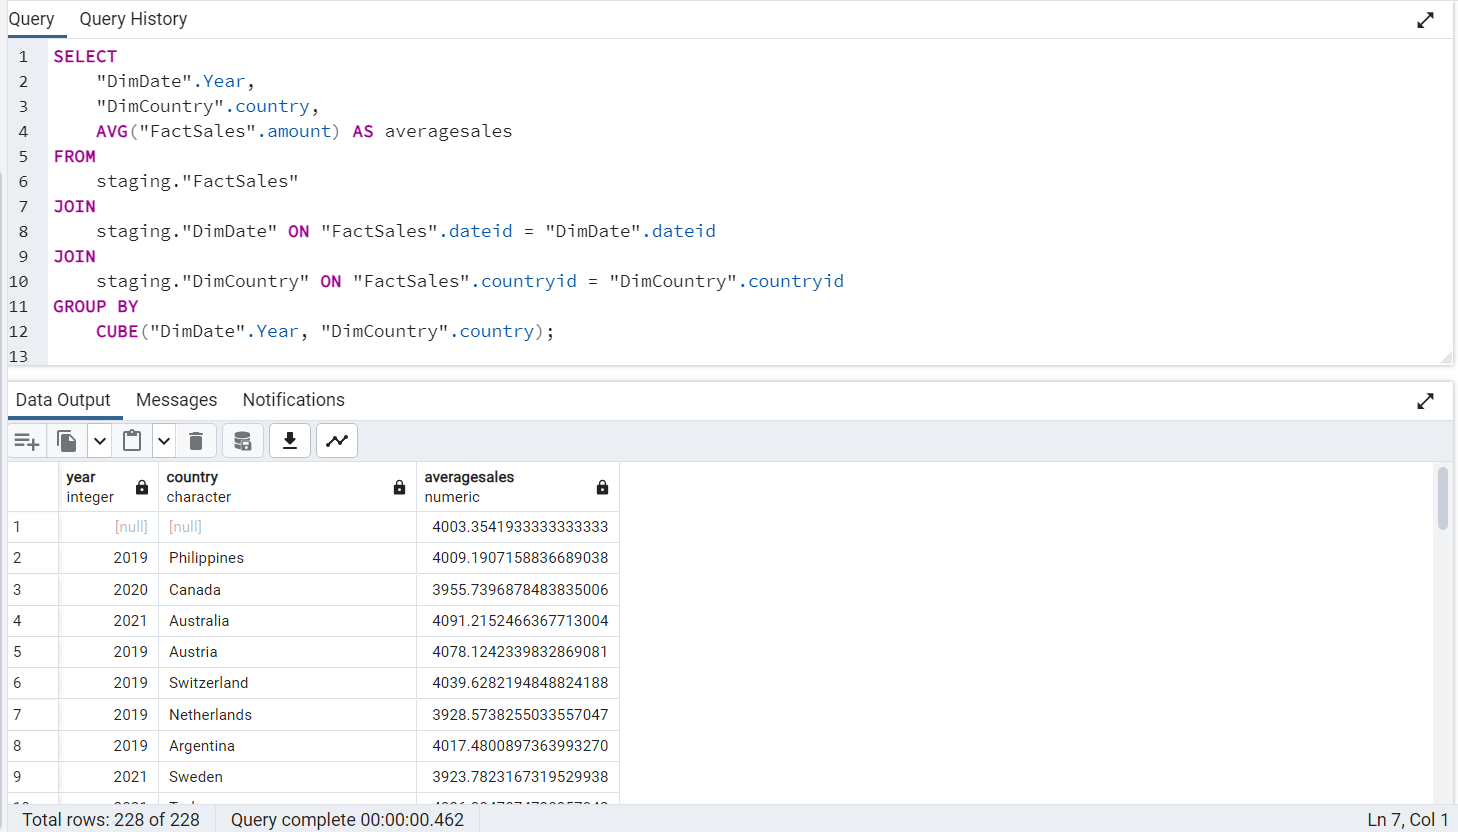 Query Query History
1 SELECT
2 "DimDate".Year,
3 "DimCountry".country,
4 AVG("FactSales".amount) AS averagesales
5 FROM
6 staging."FactSales"
7 JOIN
8 staging."DimDate" ON "FactSales".dateid = "DimDate".dateid
9 JOIN
10 staging."DimCountry" ON "FactSales".countryid = "DimCountry".countryid
11 GROUP BY
12 CUBE("DimDate".Year, "DimCountry".country);
13
Data Output Messages Notifications
year country averagesales
integer character numeric
1 [null] [null] 4003.3541933333333333
2 2019 Philippines 4009.1907158836689038
3 2020 Canada 3955.7396878483835006
4 2021 Australia 4091.2152466367713004
5 2019 Austria 4078.1242339832869081
6 2019 Switzerland 4039.6282194848824188
7 2019 Netherlands 3928.5738255033557047
8 2019 Argentina 4017.4800897363993270
9 2021 Sweden 3923.7823167319529938
Total rows: 228 of 228 Query complete 00:00:00.462 Ln 7, Col 1